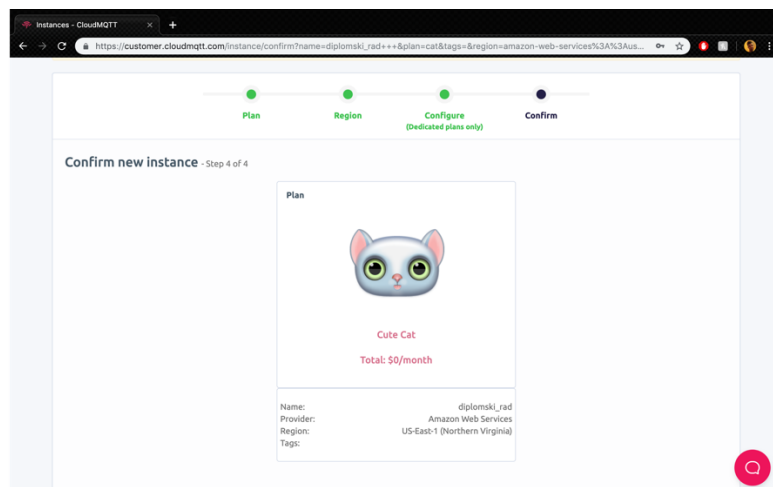 Instances - CloudMQTT
https://customer.cloudmqtt.com/instance/confirm?name=diplomski_rad+++&plan=cat&tags=&region=amazon-web-services%3A%3Aus...
Plan
Region
Configure
(Dedicated plans only)
Confirm
Confirm new instance - Step 4 of 4
Plan
Cute Cat
Total: $0/month
Name: diplomski_rad
Provider: Amazon Web Services
Region: US-East-1 (Northern Virginia)
Tags: